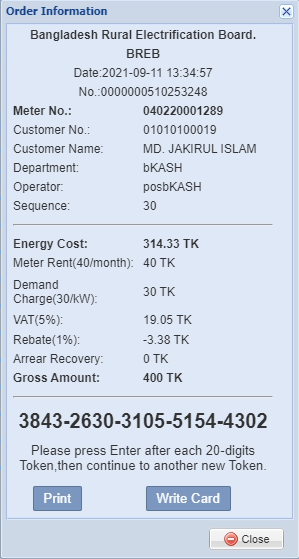 Order Information
Bangladesh Rural Electrification Board.
BREB
Date:2021-09-11 13:34:57
No.:0000000510253248
Meter No.: 040220001289
Customer No.: 01010100019
Customer Name: MD. JAKIRUL ISLAM
Department: bKASH
Operator: posbKASH
Sequence: 30
Energy Cost: 314.33 TK
Meter Rent(40/month): 40 TK
Demand
Charge(30/kW): 30 TK
VAT(5%): 19.05 TK
Rebate(1%): -3.38 TK
Arrear Recovery: 0 TK
Gross Amount: 400 TK
3843-2630-3105-5154-4302
Please press Enter after each 20-digits
Token,then continue to another new Token.
Print Write Card
Close